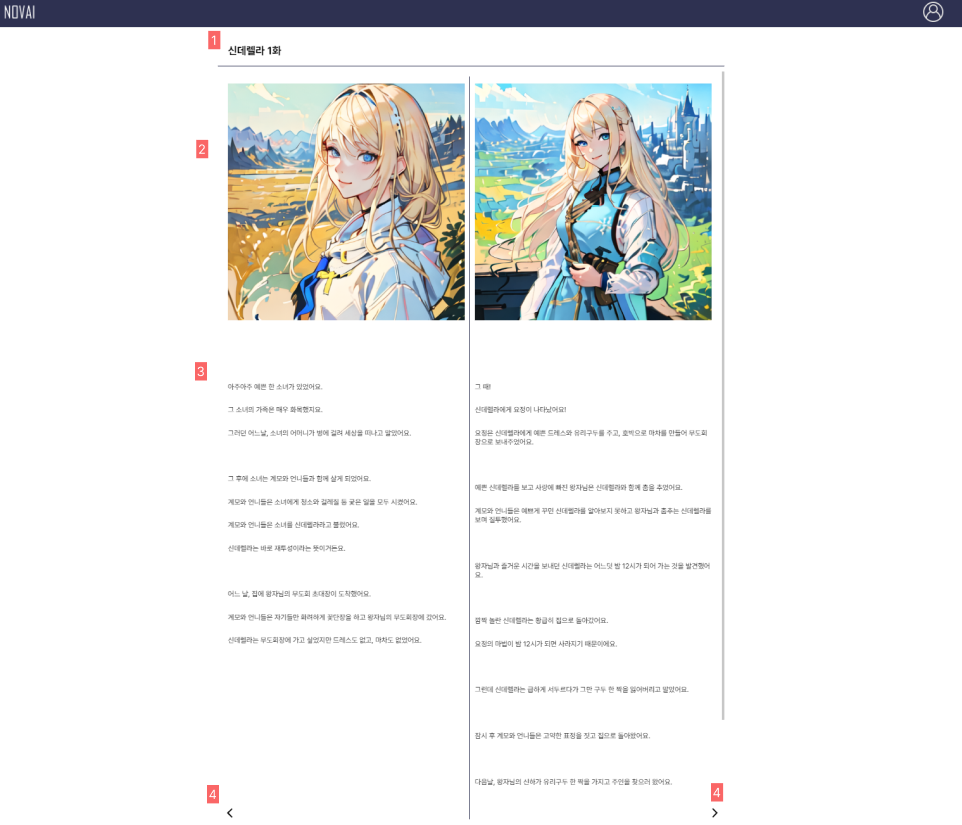 NOVAI
1
신데렐라 1화
2
3
아주아주 예쁜 한 소녀가 있었어요.
그 소녀의 가족은 매우 화목했지요.
그러던 어느날, 소녀의 어머니가 병에 걸려 세상을 떠나고 말았어요.
그 후에 소녀는 계모와 언니들과 함께 살게 되었어요.
계모와 언니들은 소녀에게 청소와 걸레질 등 궂은 일을 모두 시켰어요.
계모와 언니들은 소녀를 신데렐라라고 불렀어요.
신데렐라는 바로 재투성이라는 뜻이거든요.
어느 날, 집에 왕자님의 무도회 초대장이 도착했어요.
계모와 언니들은 자기들만 화려하게 꽃단장을 하고 왕자님의 무도회장에 갔어요.
신데렐라는 무도회장에 가고 싶었지만 드레스도 없고, 마차도 없었어요.
그 때!
신데렐라에게 요정이 나타났어요!
요정은 신데렐라에게 예쁜 드레스와 유리구두를 주고, 호박으로 마차를 만들어 무도회
장으로 보내주었어요.
예쁜 신데렐라를 보고 사랑에 빠진 왕자님은 신데렐라와 함께 춤을 추었어요.
계모와 언니들은 예쁘게 꾸민 신데렐라를 알아보지 못하고 왕자님과 춤추는 신데렐라를
보며 질투했어요.
왕자님과 즐거운 시간을 보내던 신데렐라는 어느덧 밤 12시가 되어 가는 것을 발견했어
요.
깜짝 놀란 신데렐라는 황급히 집으로 돌아갔어요.
요정의 마법이 밤 12시가 되면 사라지기 때문이에요.
그런데 신데렐라는 급하게 서두르다가 그만 구두 한 짝을 잃어버리고 말았어요.
잠시 후 계모와 언니들은 고약한 표정을 짓고 집으로 돌아왔어요.
다음날, 왕자님의 신하가 유리구두 한 짝을 가지고 주인을 찾으러 왔어요.
4
4